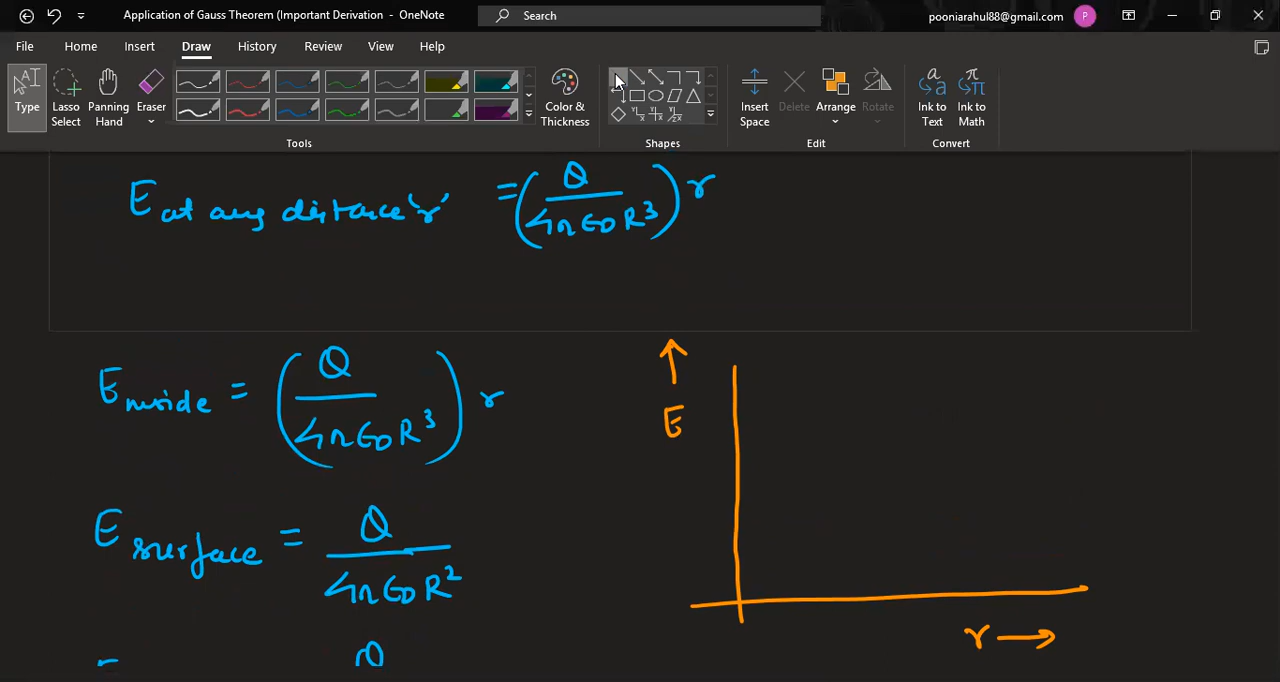 Application of Gauss Theorem (Important Derivation - OneNote
Search
pooniarahul88@gmail.com
P
File Home Insert Draw History Review View Help
Type
Lasso Select
Panning Hand
Eraser
Color & Thickness
Insert Space
Delete
Arrange
Rotate
Ink to Text
Ink to Math
Tools
Shapes
Edit
Convert
E at any distance 'r' = (Q / 4πϵ0R³) r
E inside = (Q / 4πϵ0R³) r
E surface = Q / 4πϵ0R²
↑
E
r →